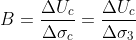 B = \frac{\Delta U_c}{\Delta \sigma_c} = \frac{\Delta U_c}{\Delta \sigma_3}